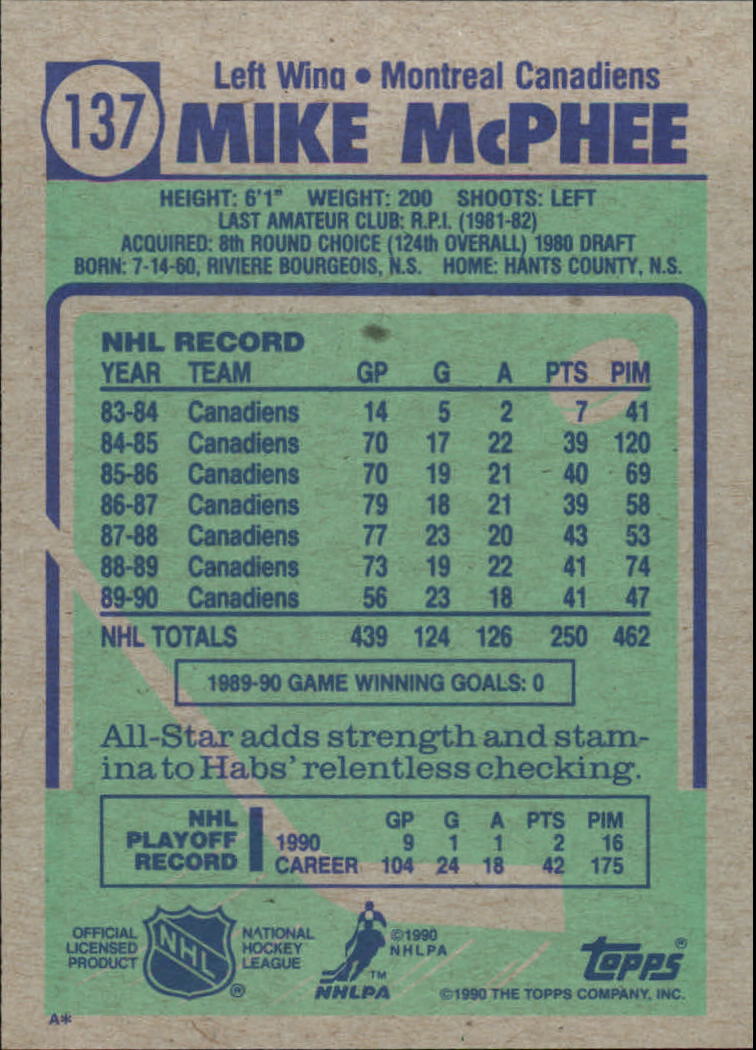 137
Left Wing • Montreal Canadiens
MIKE McPHEE
HEIGHT: 6'1" WEIGHT: 200 SHOOTS: LEFT
LAST AMATEUR CLUB: R.P.I. (1981-82)
ACQUIRED: 8th ROUND CHOICE (124th OVERALL) 1980 DRAFT
BORN: 7-14-60, RIVIERE BOURGEOIS, N.S. HOME: HANTS COUNTY, N.S.
NHL RECORD
YEAR TEAM GP G A PTS PIM
83-84 Canadiens 14 5 2 7 41
84-85 Canadiens 70 17 22 39 120
85-86 Canadiens 70 19 21 40 69
86-87 Canadiens 79 18 21 39 58
87-88 Canadiens 77 23 20 43 53
88-89 Canadiens 73 19 22 41 74
89-90 Canadiens 56 23 18 41 47
NHL TOTALS 439 124 126 250 462
1989-90 GAME WINNING GOALS: 0
All-Star adds strength and stam-
ina to Habs' relentless checking.
NHL PLAYOFF RECORD
GP G A PTS PIM
1990 9 1 1 2 16
CAREER 104 24 18 42 175
OFFICIAL
LICENSED
PRODUCT
NHL
®
NATIONAL
HOCKEY
LEAGUE
TM
NHLPA
©1990
NHLPA
topps®
©1990 THE TOPPS COMPANY, INC.
A*